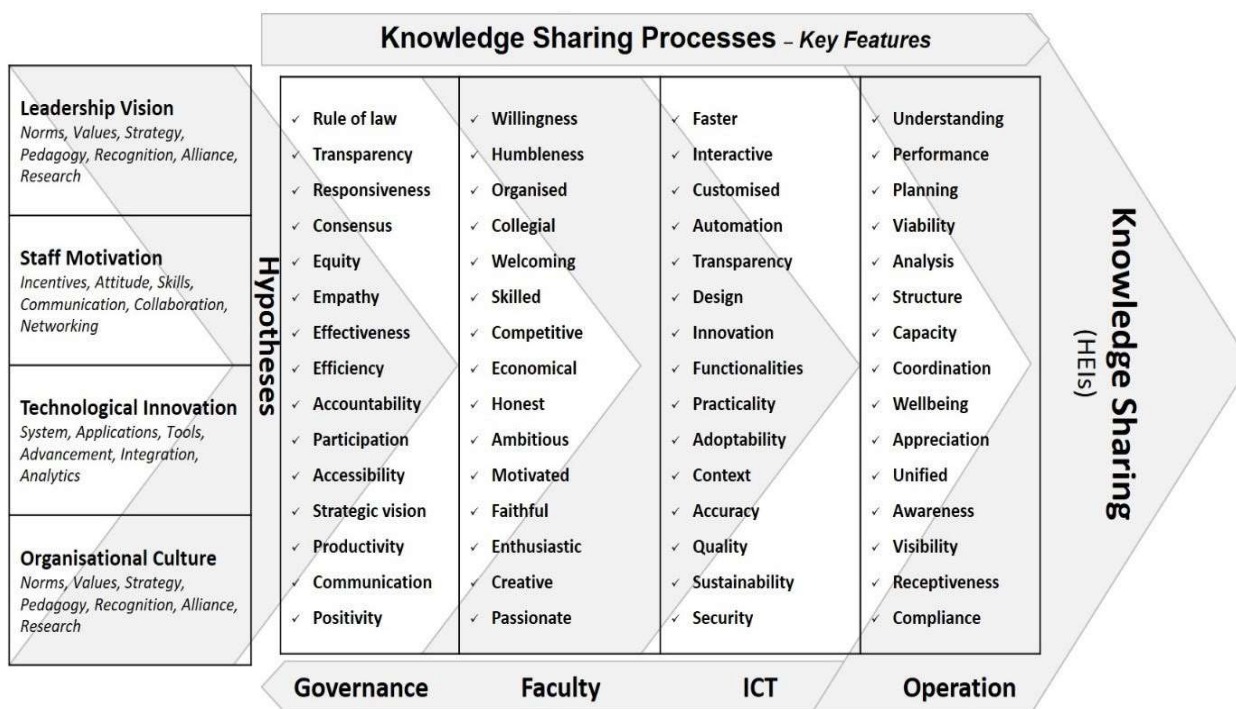 Knowledge Sharing Processes – Key Features
Leadership Vision
Norms, Values, Strategy,
Pedagogy, Recognition, Alliance,
Research
Staff Motivation
Incentives, Attitude, Skills,
Communication, Collaboration,
Networking
Technological Innovation
System, Applications, Tools,
Advancement, Integration,
Analytics
Organisational Culture
Norms, Values, Strategy,
Pedagogy, Recognition, Alliance,
Research
Hypotheses
✓ Rule of law
✓ Transparency
✓ Responsiveness
✓ Consensus
✓ Equity
✓ Empathy
✓ Effectiveness
✓ Efficiency
✓ Accountability
✓ Participation
✓ Accessibility
✓ Strategic vision
✓ Productivity
✓ Communication
✓ Positivity
Governance
✓ Willingness
✓ Humbleness
✓ Organised
✓ Collegial
✓ Welcoming
✓ Skilled
✓ Competitive
✓ Economical
✓ Honest
✓ Ambitious
✓ Motivated
✓ Faithful
✓ Enthusiastic
✓ Creative
✓ Passionate
Faculty
✓ Faster
✓ Interactive
✓ Customised
✓ Automation
✓ Transparency
✓ Design
✓ Innovation
✓ Functionalities
✓ Practicality
✓ Adoptability
✓ Context
✓ Accuracy
✓ Quality
✓ Sustainability
✓ Security
ICT
✓ Understanding
✓ Performance
✓ Planning
✓ Viability
✓ Analysis
✓ Structure
✓ Capacity
✓ Coordination
✓ Wellbeing
✓ Appreciation
✓ Unified
✓ Awareness
✓ Visibility
✓ Receptiveness
✓ Compliance
Operation
Knowledge Sharing
(HEIs)